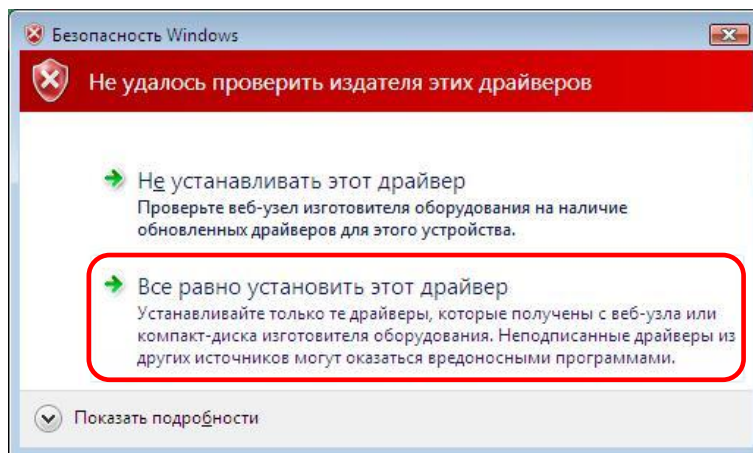 Безопасность Windows
Не удалось проверить издателя этих драйверов
Не устанавливать этот драйвер
Проверьте веб-узел изготовителя оборудования на наличие
обновленных драйверов для этого устройства.
Все равно установить этот драйвер
Устанавливайте только те драйверы, которые получены с веб-узла или
компакт-диска изготовителя оборудования. Неподписанные драйверы из
других источников могут оказаться вредоносными программами.
Показать подробности